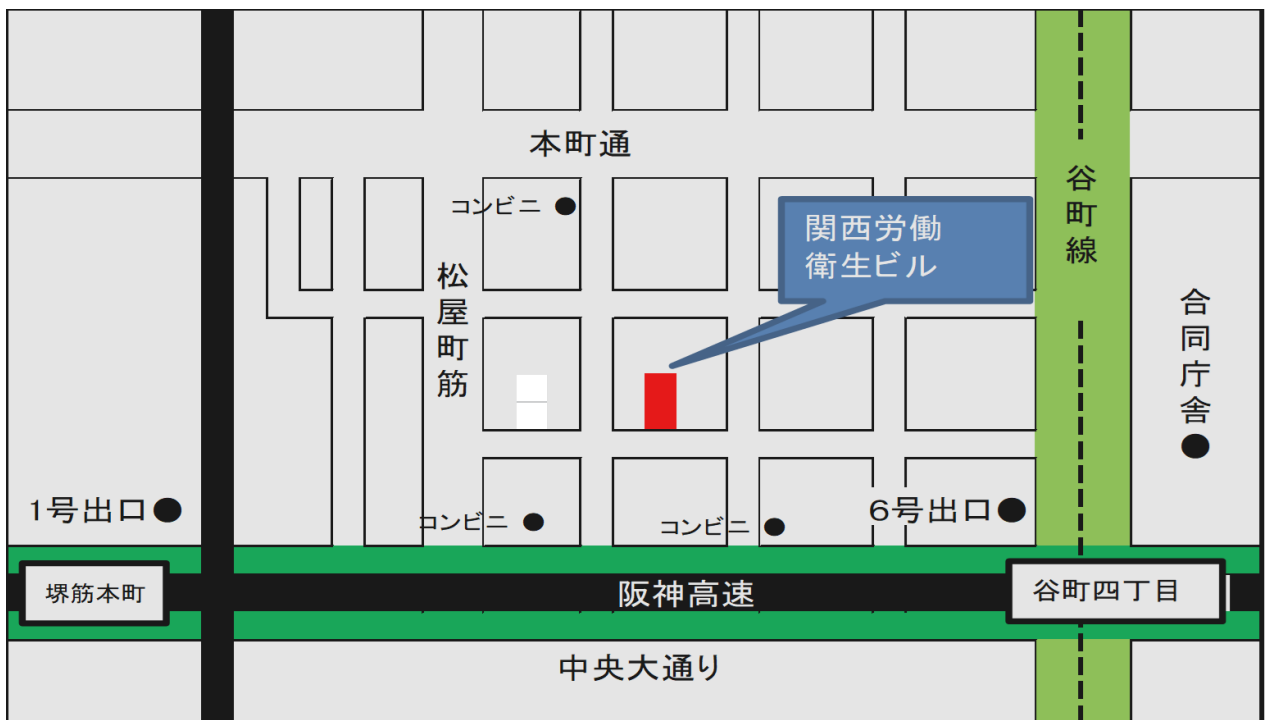 本町通
谷町線
コンビニ
関西労働
衛生ビル
松屋町筋
合同庁舎
1号出口
コンビニ
コンビニ
6号出口
堺筋本町
阪神高速
谷町四丁目
中央大通り